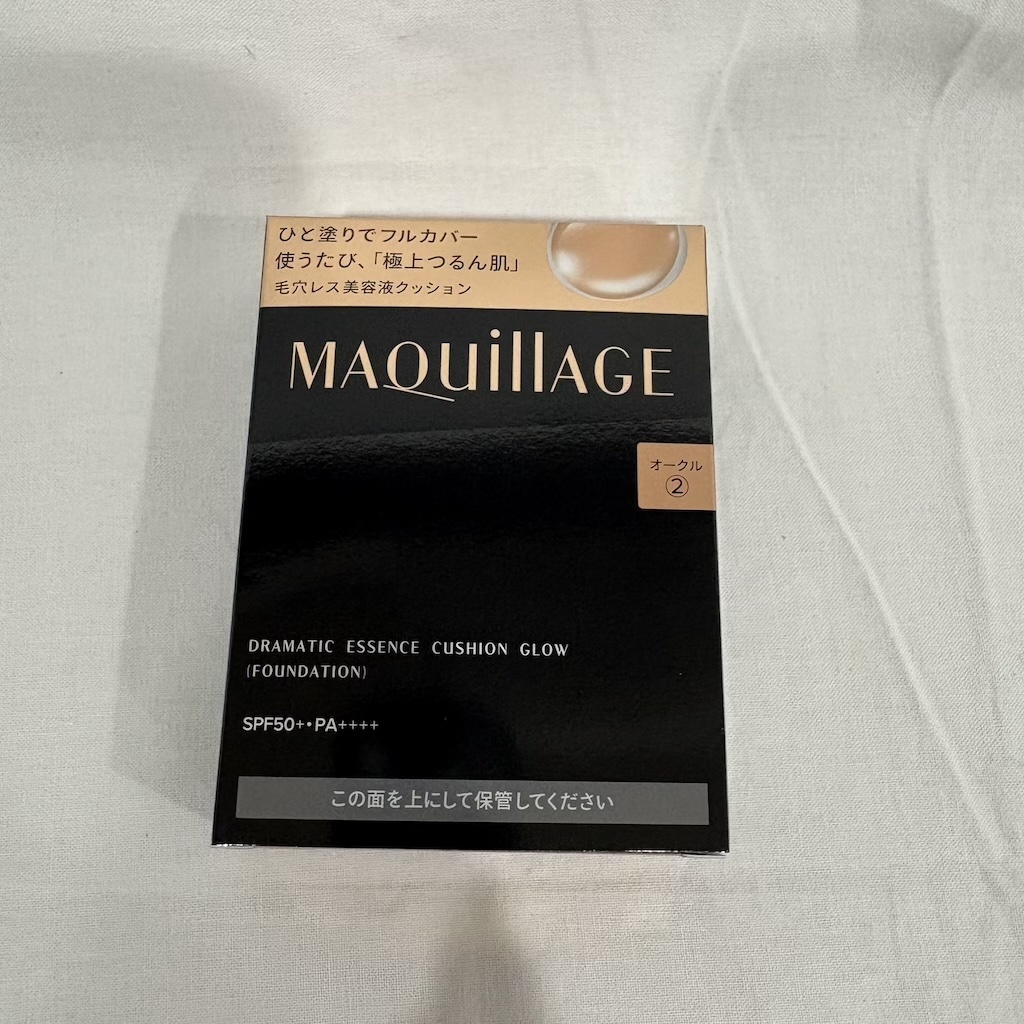 ひと塗りでフルカバー
使うたび、「極上つるん肌」
毛穴レス美容液クッション
MAQuillAGE
オークル
②
DRAMATIC ESSENCE CUSHION GLOW
(FOUNDATION)
SPF50+・PA++++
この面を上にして保管してください